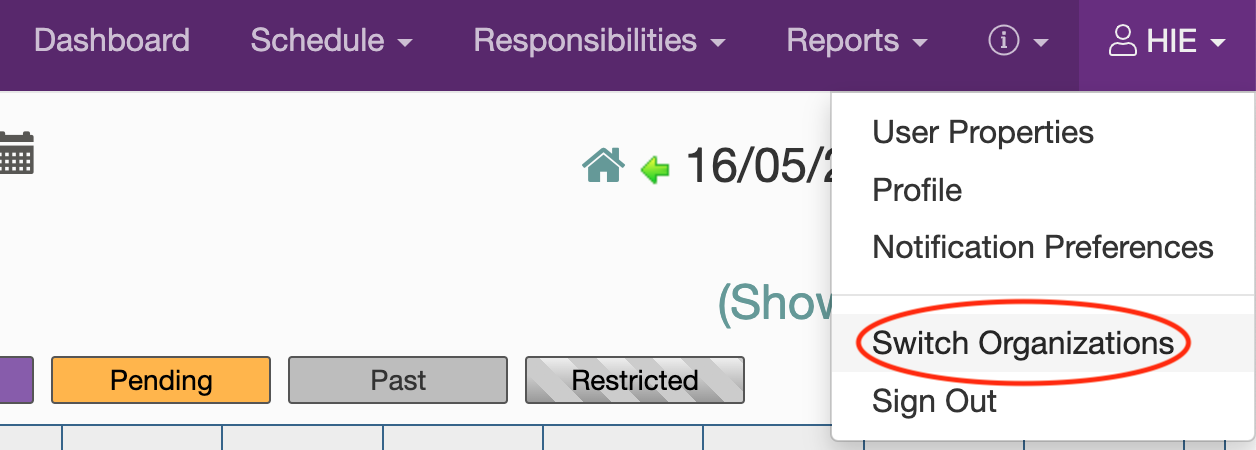 Dashboard Schedule Responsibilities Reports HIE
User Properties
16/05/
Profile
Notification Preferences
(Show
Switch Organizations
Pending Past Restricted
Sign Out